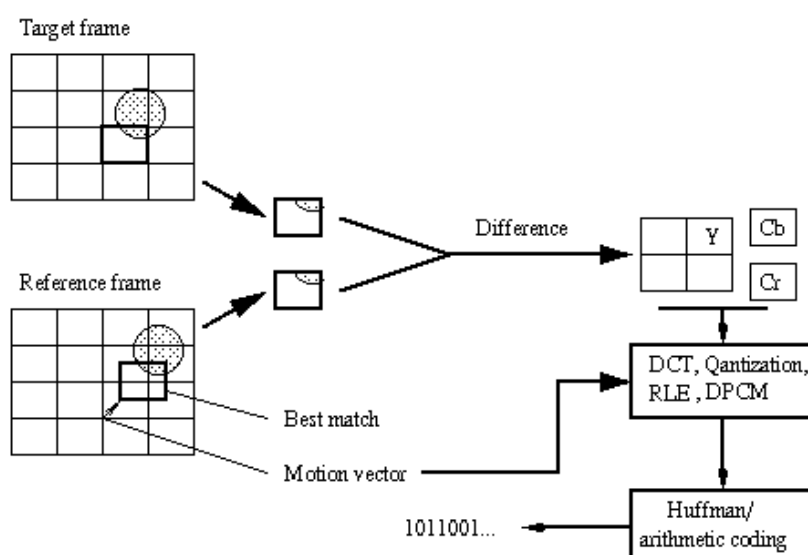 Target frame
Difference
Y
Cb
Cr
Reference frame
DCT, Qantization,
RLE, DPCM
Best match
Motion vector
Huffman/
arithmetic coding
1011001...